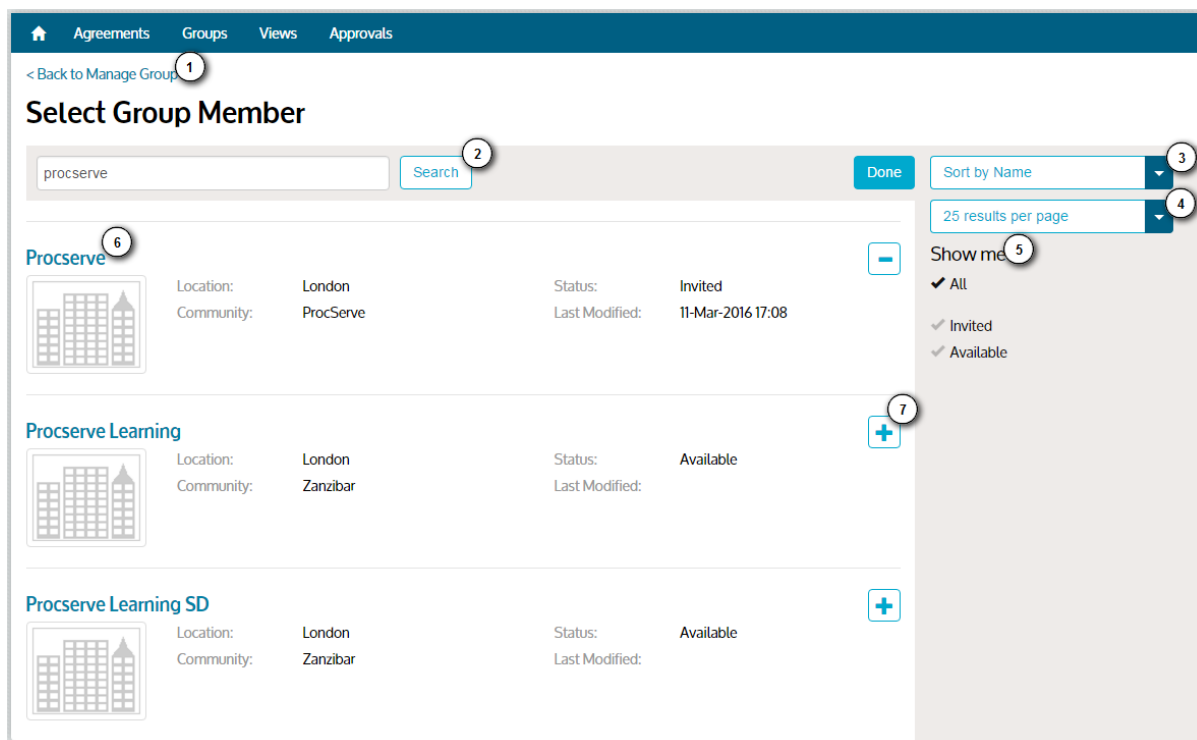 Agreements Groups Views Approvals
1
< Back to Manage Group
Select Group Member
2
procserve Search Done
Sort by Name 3
25 results per page 4
Show me 5
All
Invited
Available
Procserve 6
Location: London Status: Invited
Community: ProcServe Last Modified: 11-Mar-2016 17:08
7
Procserve Learning
Location: London Status: Available
Community: Zanzibar Last Modified:
Procserve Learning SD
Location: London Status: Available
Community: Zanzibar Last Modified: